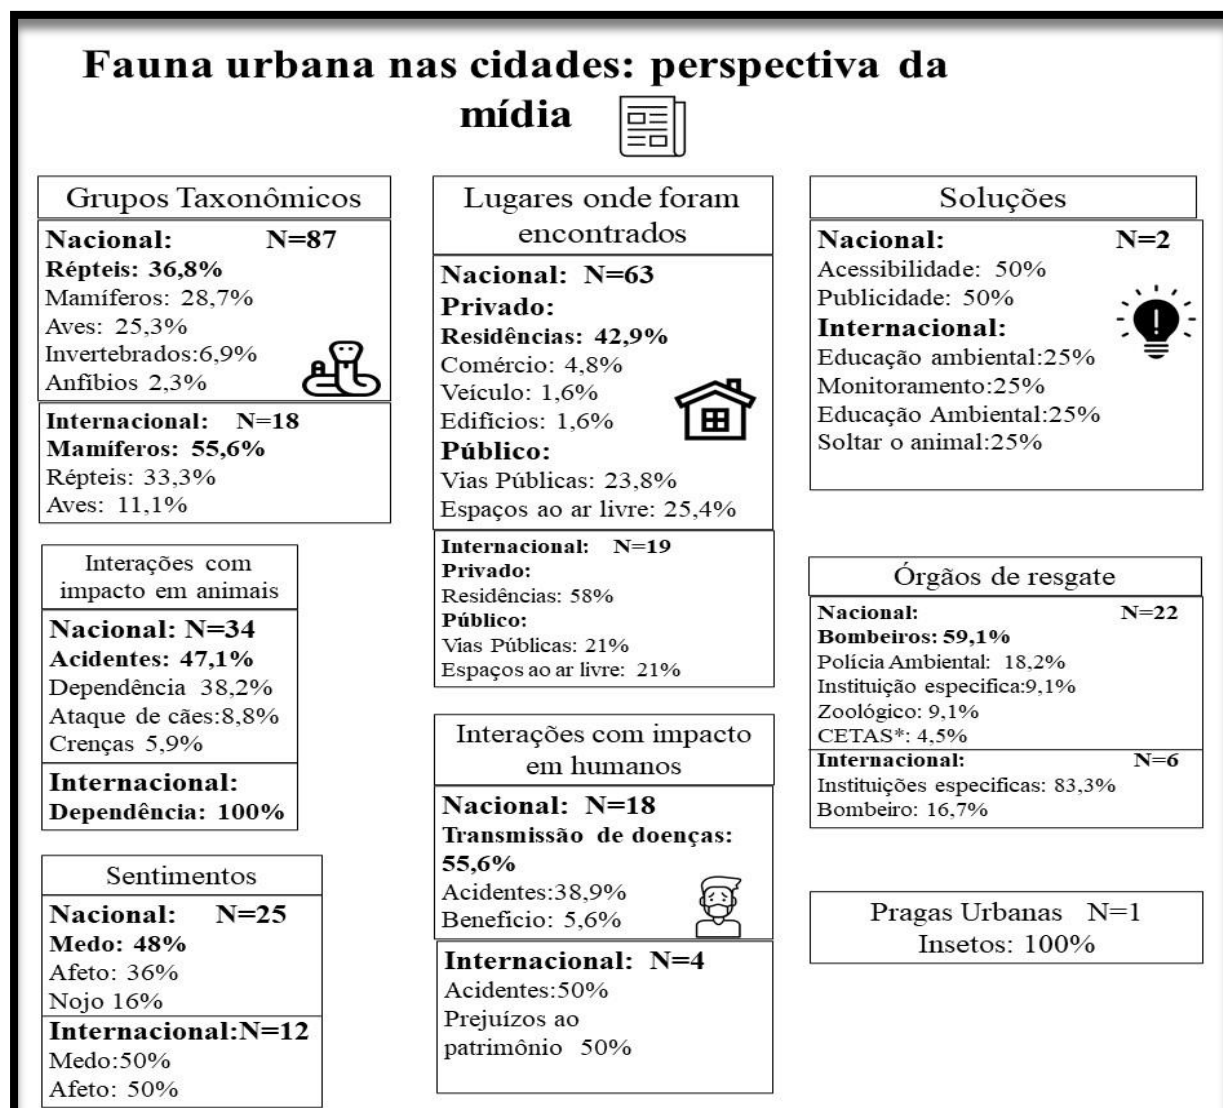 Fauna urbana nas cidades: perspectiva da
mídia
Grupos Taxonômicos
Nacional: N=87
Répteis: 36,8%
Mamíferos: 28,7%
Aves: 25,3%
Invertebrados:6,9%
Anfíbios 2,3%
Internacional: N=18
Mamíferos: 55,6%
Répteis: 33,3%
Aves: 11,1%
Interações com
impacto em animais
Nacional: N=34
Acidentes: 47,1%
Dependência 38,2%
Ataque de cães:8,8%
Crenças 5,9%
Internacional:
Dependência: 100%
Sentimentos
Nacional: N=25
Medo: 48%
Afeto: 36%
Nojo 16%
Internacional:N=12
Medo:50%
Afeto: 50%
Lugares onde foram
encontrados
Nacional: N=63
Privado:
Residências: 42,9%
Comércio: 4,8%
Veículo: 1,6%
Edifícios: 1,6%
Público:
Vias Públicas: 23,8%
Espaços ao ar livre: 25,4%
Internacional: N=19
Privado:
Residências: 58%
Público:
Vias Públicas: 21%
Espaços ao ar livre: 21%
Interações com impacto
em humanos
Nacional: N=18
Transmissão de doenças:
55,6%
Acidentes:38,9%
Benefício: 5,6%
Internacional: N=4
Acidentes:50%
Prejuízos ao
patrimônio 50%
Soluções
Nacional: N=2
Acessibilidade: 50%
Publicidade: 50%
Internacional:
Educação ambiental:25%
Monitoramento:25%
Educação Ambiental:25%
Soltar o animal:25%
Órgãos de resgate
Nacional: N=22
Bombeiros: 59,1%
Polícia Ambiental: 18,2%
Instituição especifica:9,1%
Zoológico: 9,1%
CETAS*: 4,5%
Internacional: N=6
Instituições especificas: 83,3%
Bombeiro: 16,7%
Pragas Urbanas N=1
Insetos: 100%